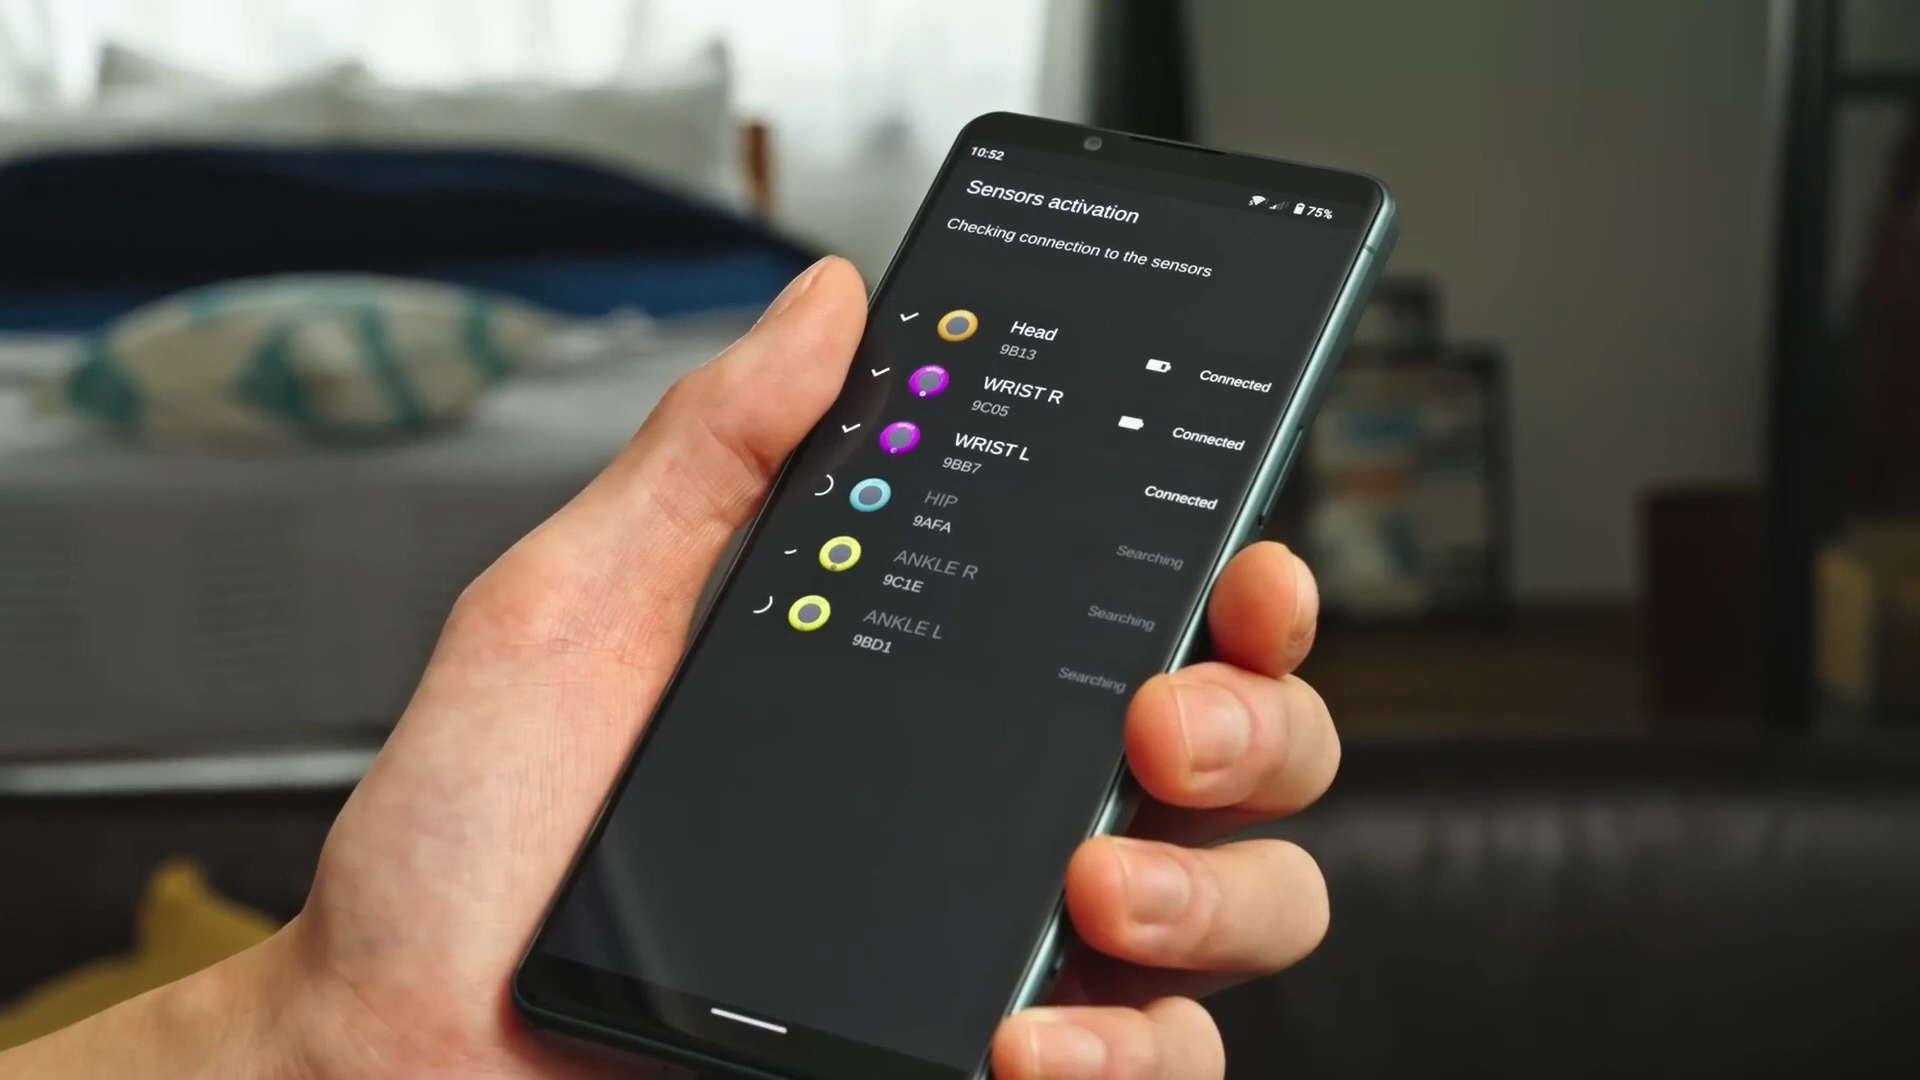 10:52
75%
Sensors activation
Checking connection to the sensors
Head
9B13
Connected
WRIST R
9C05
Connected
WRIST L
9BB7
Connected
HIP
9AFA
Searching
ANKLE R
9C1E
Searching
ANKLE L
9BD1
Searching